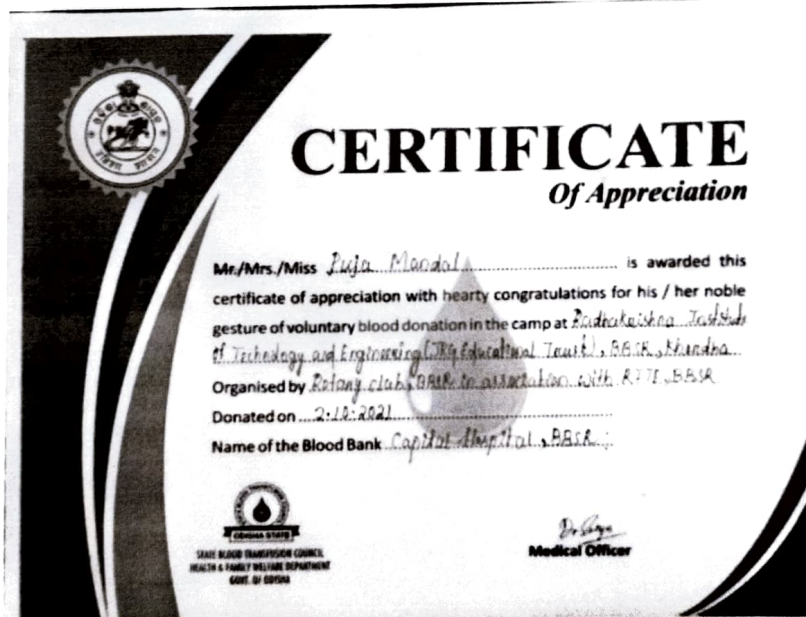 CERTIFICATE
Of Appreciation
Mr./Mrs./Miss Puja Mandal is awarded this
certificate of appreciation with hearty congratulations for his / her noble
gesture of voluntary blood donation in the camp at Radhakrishna Institute
of Technology and Engineering (JRG Educational Trust), BBSR, Khurdha
Organised by Rotary club, BBSR in association with RITE, BBSR
Donated on 2.10.2021
Name of the Blood Bank Capital Hospital, BBSR
ODISHA STATE
STATE BLOOD TRANSFUSION COUNCIL
HEALTH & FAMILY WELFARE DEPARTMENT
GOVT. OF ODISHA
Medical Officer